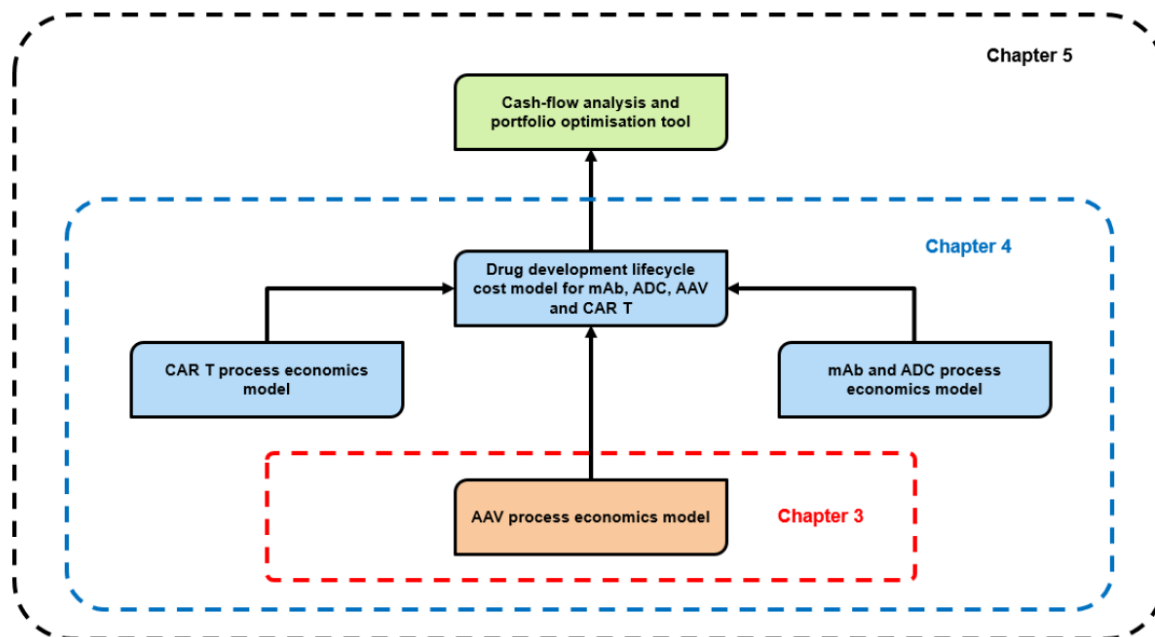 Chapter 5
Cash-flow analysis and
portfolio optimisation tool
Chapter 4
Drug development lifecycle
cost model for mAb, ADC, AAV
and CAR T
CAR T process economics
model
mAb and ADC process
economics model
AAV process economics model
Chapter 3